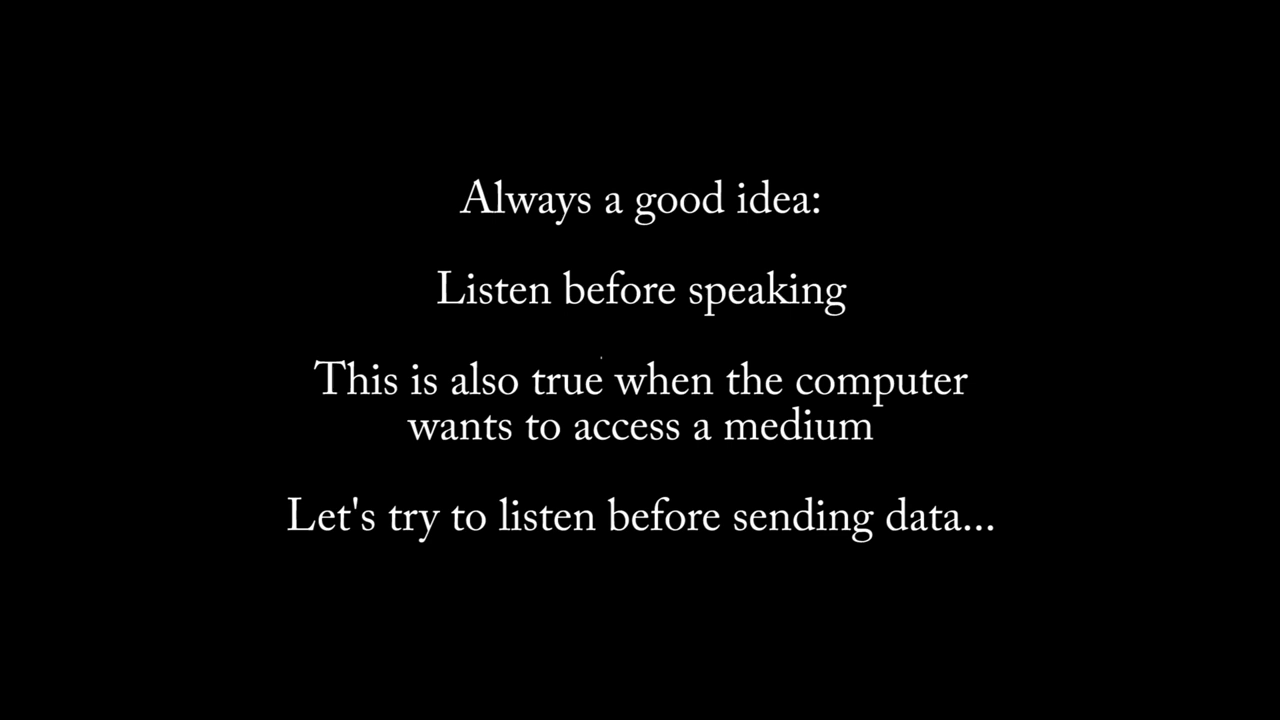 Always a good idea:
Listen before speaking
This is also true when the computer
wants to access a medium
Let's try to listen before sending data...